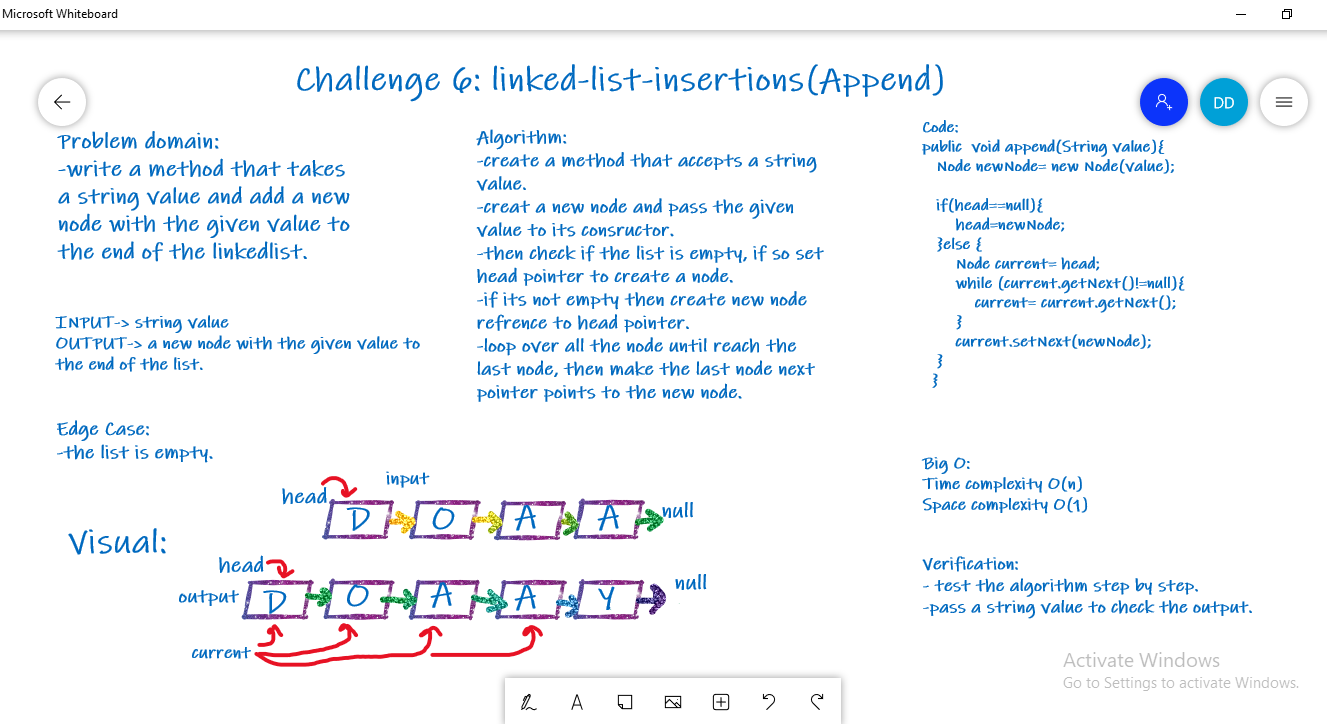 Microsoft Whiteboard
Challenge 6: linked-list-insertions(Append)
DD
Problem domain:
-write a method that takes
a string value and add a new
node with the given value to
the end of the linkedlist.
INPUT-> string value
OUTPUT-> a new node with the given value to
the end of the list.
Edge Case:
-the list is empty.
Algorithm:
-create a method that accepts a string
value.
-creat a new node and pass the given
value to its consructor.
-then check if the list is empty, if so set
head pointer to create a node.
-if its not empty then create new node
refrence to head pointer.
-loop over all the node until reach the
last node, then make the last node next
pointer points to the new node.
Code:
public void append(String value){
Node newNode= new Node(value);
if(head==null){
head=newNode;
}else {
Node current= head;
while (current.getNext()!=null){
current= current.getNext();
}
current.setNext(newNode);
}
}
Big O:
Time complexity O(n)
Space complexity O(1)
Verification:
- test the algorithm step by step.
-pass a string value to check the output.
Visual:
input
head
D O A A null
head
output D O A A Y null
current
Activate Windows
Go to Settings to activate Windows.
A